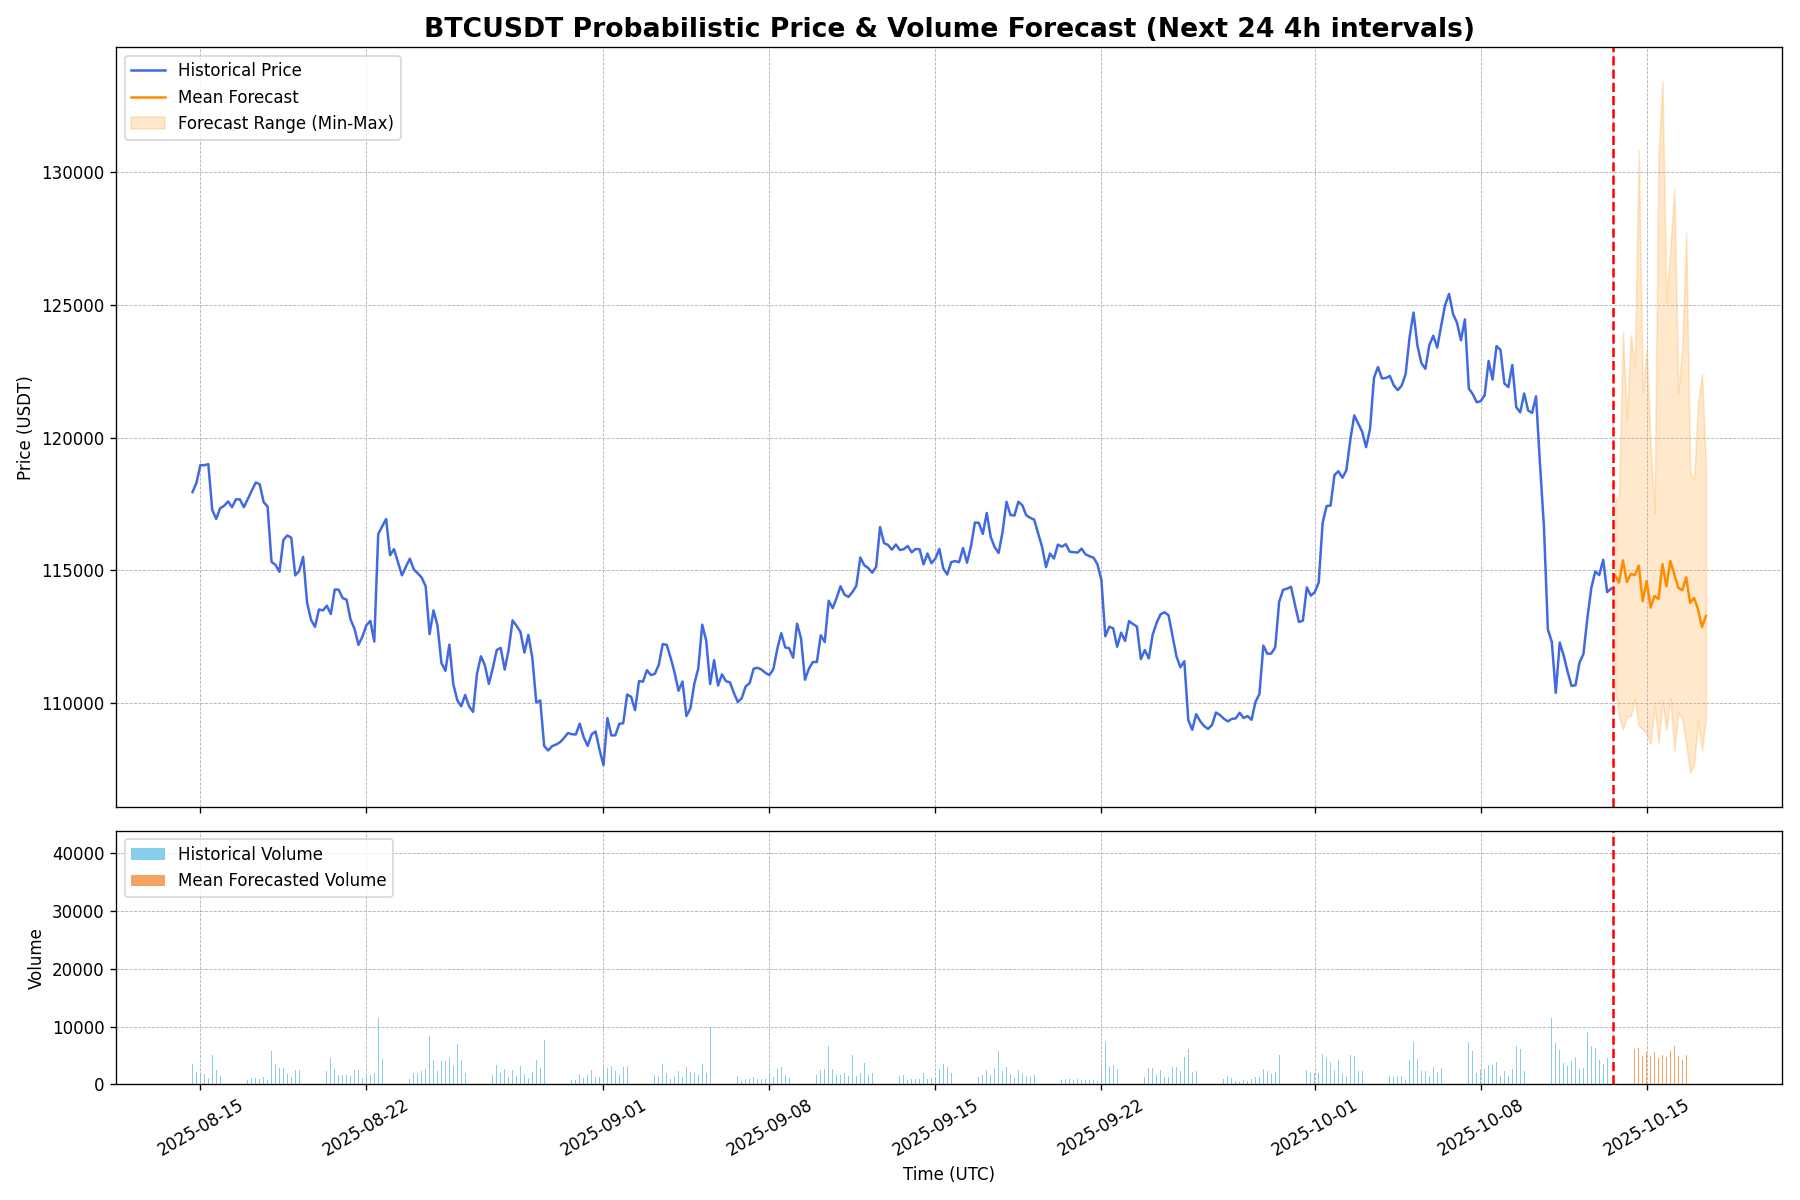 BTCUSDT Probabilistic Price & Volume Forecast (Next 24 4h intervals)
Historical Price
Mean Forecast
Forecast Range (Min-Max)
Price (USDT)
130000
125000
120000
115000
110000
Historical Volume
Mean Forecasted Volume
Volume
40000
30000
20000
10000
0
2025-08-15
2025-08-22
2025-09-01
2025-09-08
2025-09-15
2025-09-22
2025-10-01
2025-10-08
2025-10-15
Time (UTC)